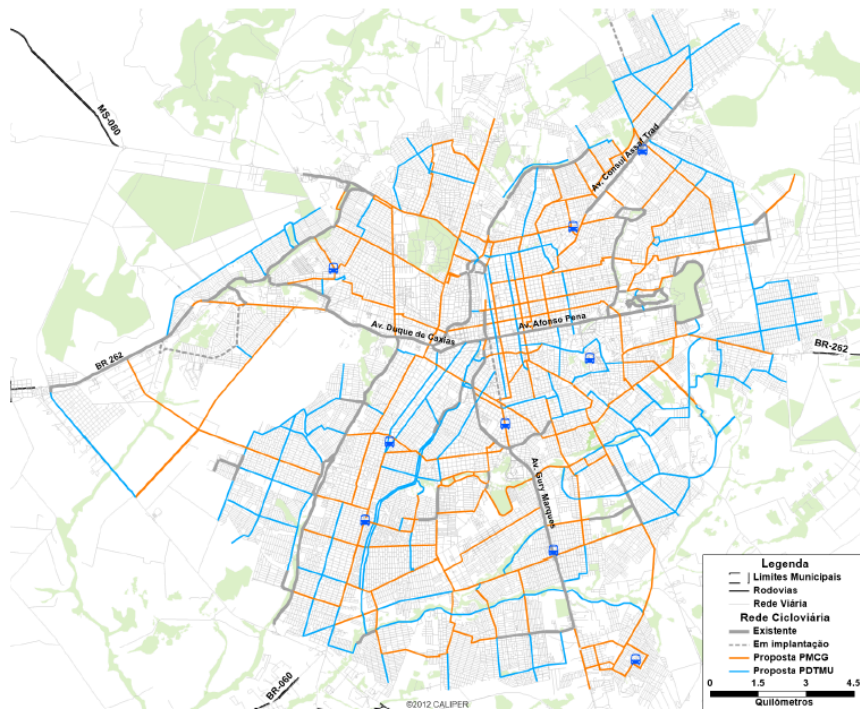 MS-080
Av. Consul Assaf Trad
Av. Duque de Caxias
Av. Afonso Pena
BR 262
BR-262
Av. Gury Marques
BR-060
Legenda
Limites Municipais
Rodovias
Rede Viária
Rede Cicloviária
Existente
Em implantação
Proposta PMCG
Proposta PDTMU
0 1.5 3 4.5
Quilômetros
©2012 CALIPER